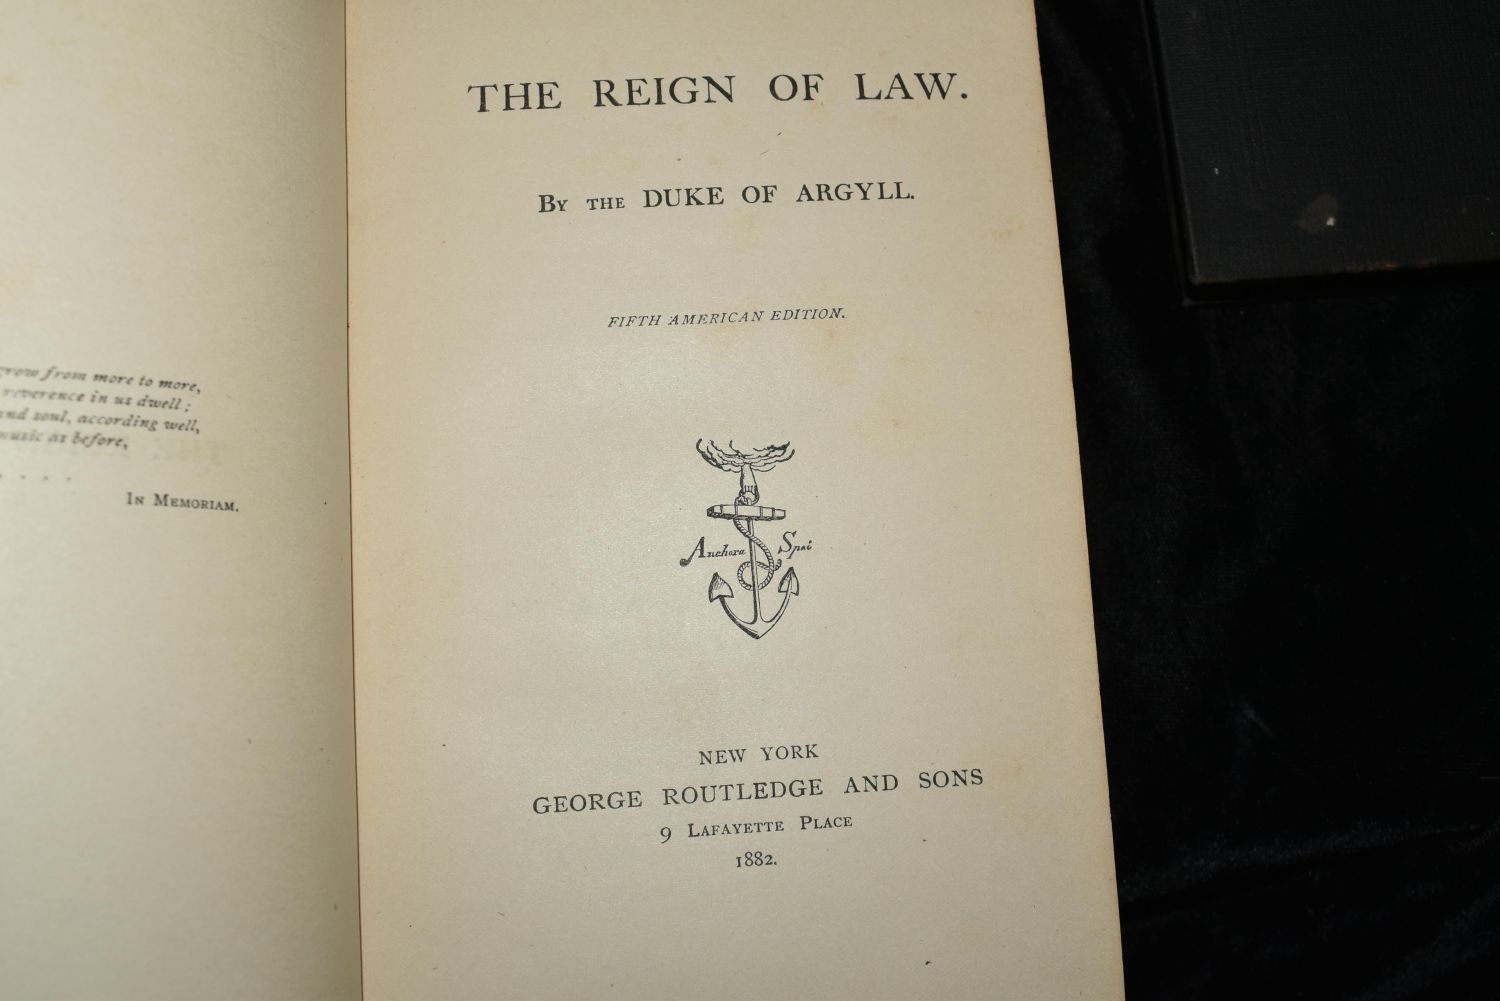 grow from more to more,
reverence in us dwell;
and soul, according well,
music as before,
. . . .
IN MEMORIAM.
THE REIGN OF LAW.
BY THE DUKE OF ARGYLL.
FIFTH AMERICAN EDITION.
Anchora Spei
NEW YORK
GEORGE ROUTLEDGE AND SONS
9 LAFAYETTE PLACE
1882.